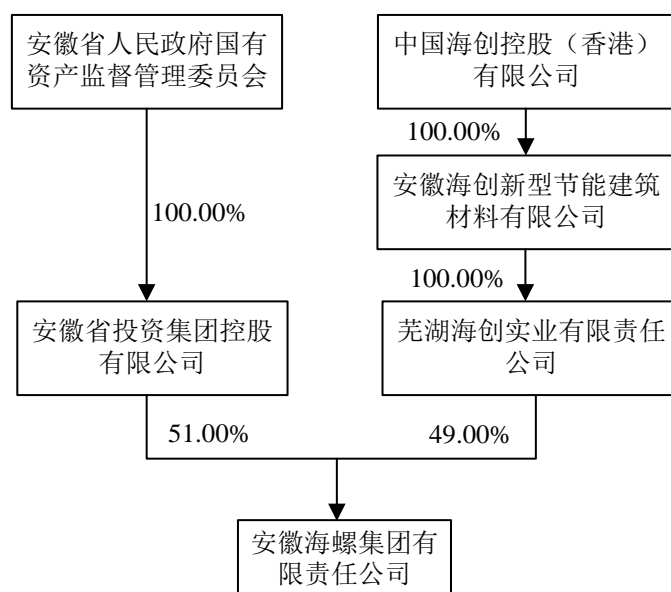 安徽省人民政府国有
资产监督管理委员会
中国海创控股（香港）
有限公司
100.00%
安徽海创新型节能建筑
材料有限公司
100.00%
100.00%
安徽省投资集团控股
有限公司
芜湖海创实业有限责任
公司
51.00%
49.00%
安徽海螺集团有
限责任公司